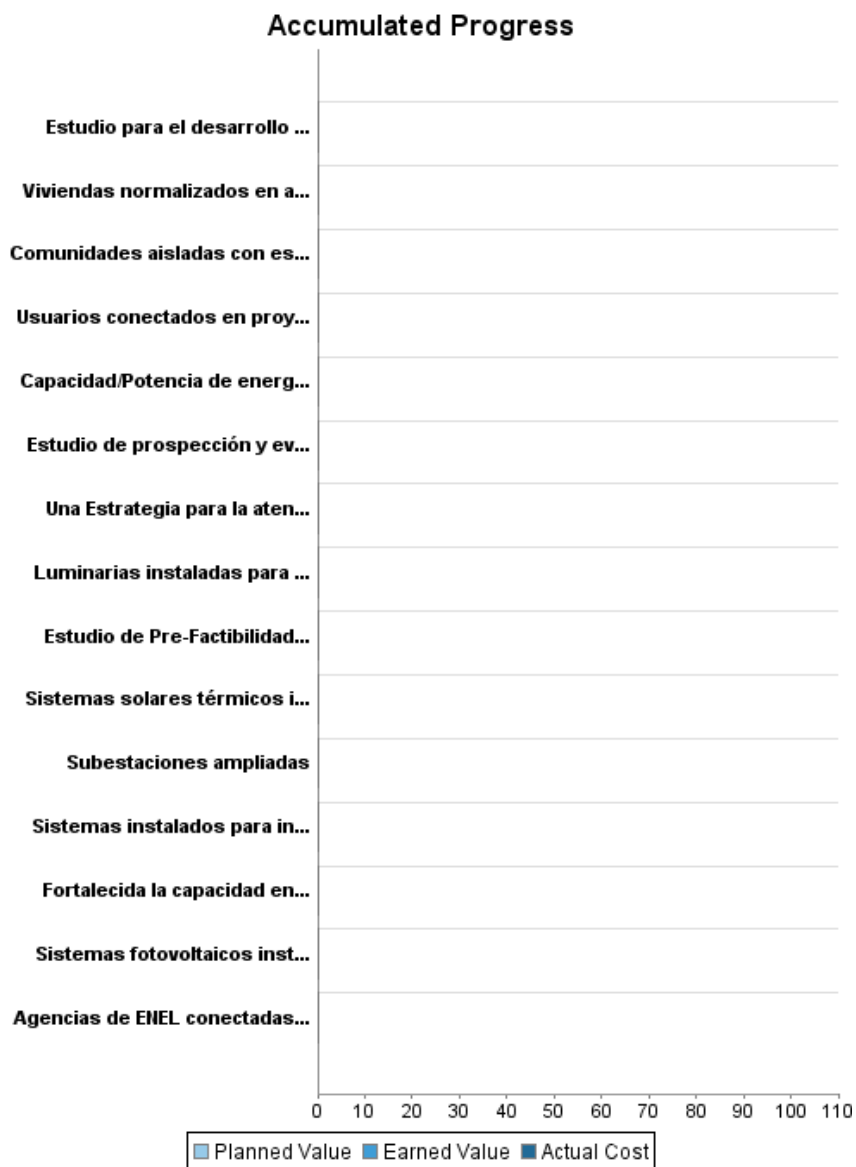 Accumulated Progress
Estudio para el desarrollo ...
Viviendas normalizados en a...
Comunidades aisladas con es...
Usuarios conectados en proy...
Capacidad/Potencia de energ...
Estudio de prospección y ev...
Una Estrategia para la aten...
Luminarias instaladas para ...
Estudio de Pre-Factibilidad...
Sistemas solares térmicos i...
Subestaciones ampliadas
Sistemas instalados para in...
Fortalecida la capacidad en...
Sistemas fotovoltaicos inst...
Agencias de ENEL conectadas...
0 10 20 30 40 50 60 70 80 90 100 110
Planned Value Earned Value Actual Cost